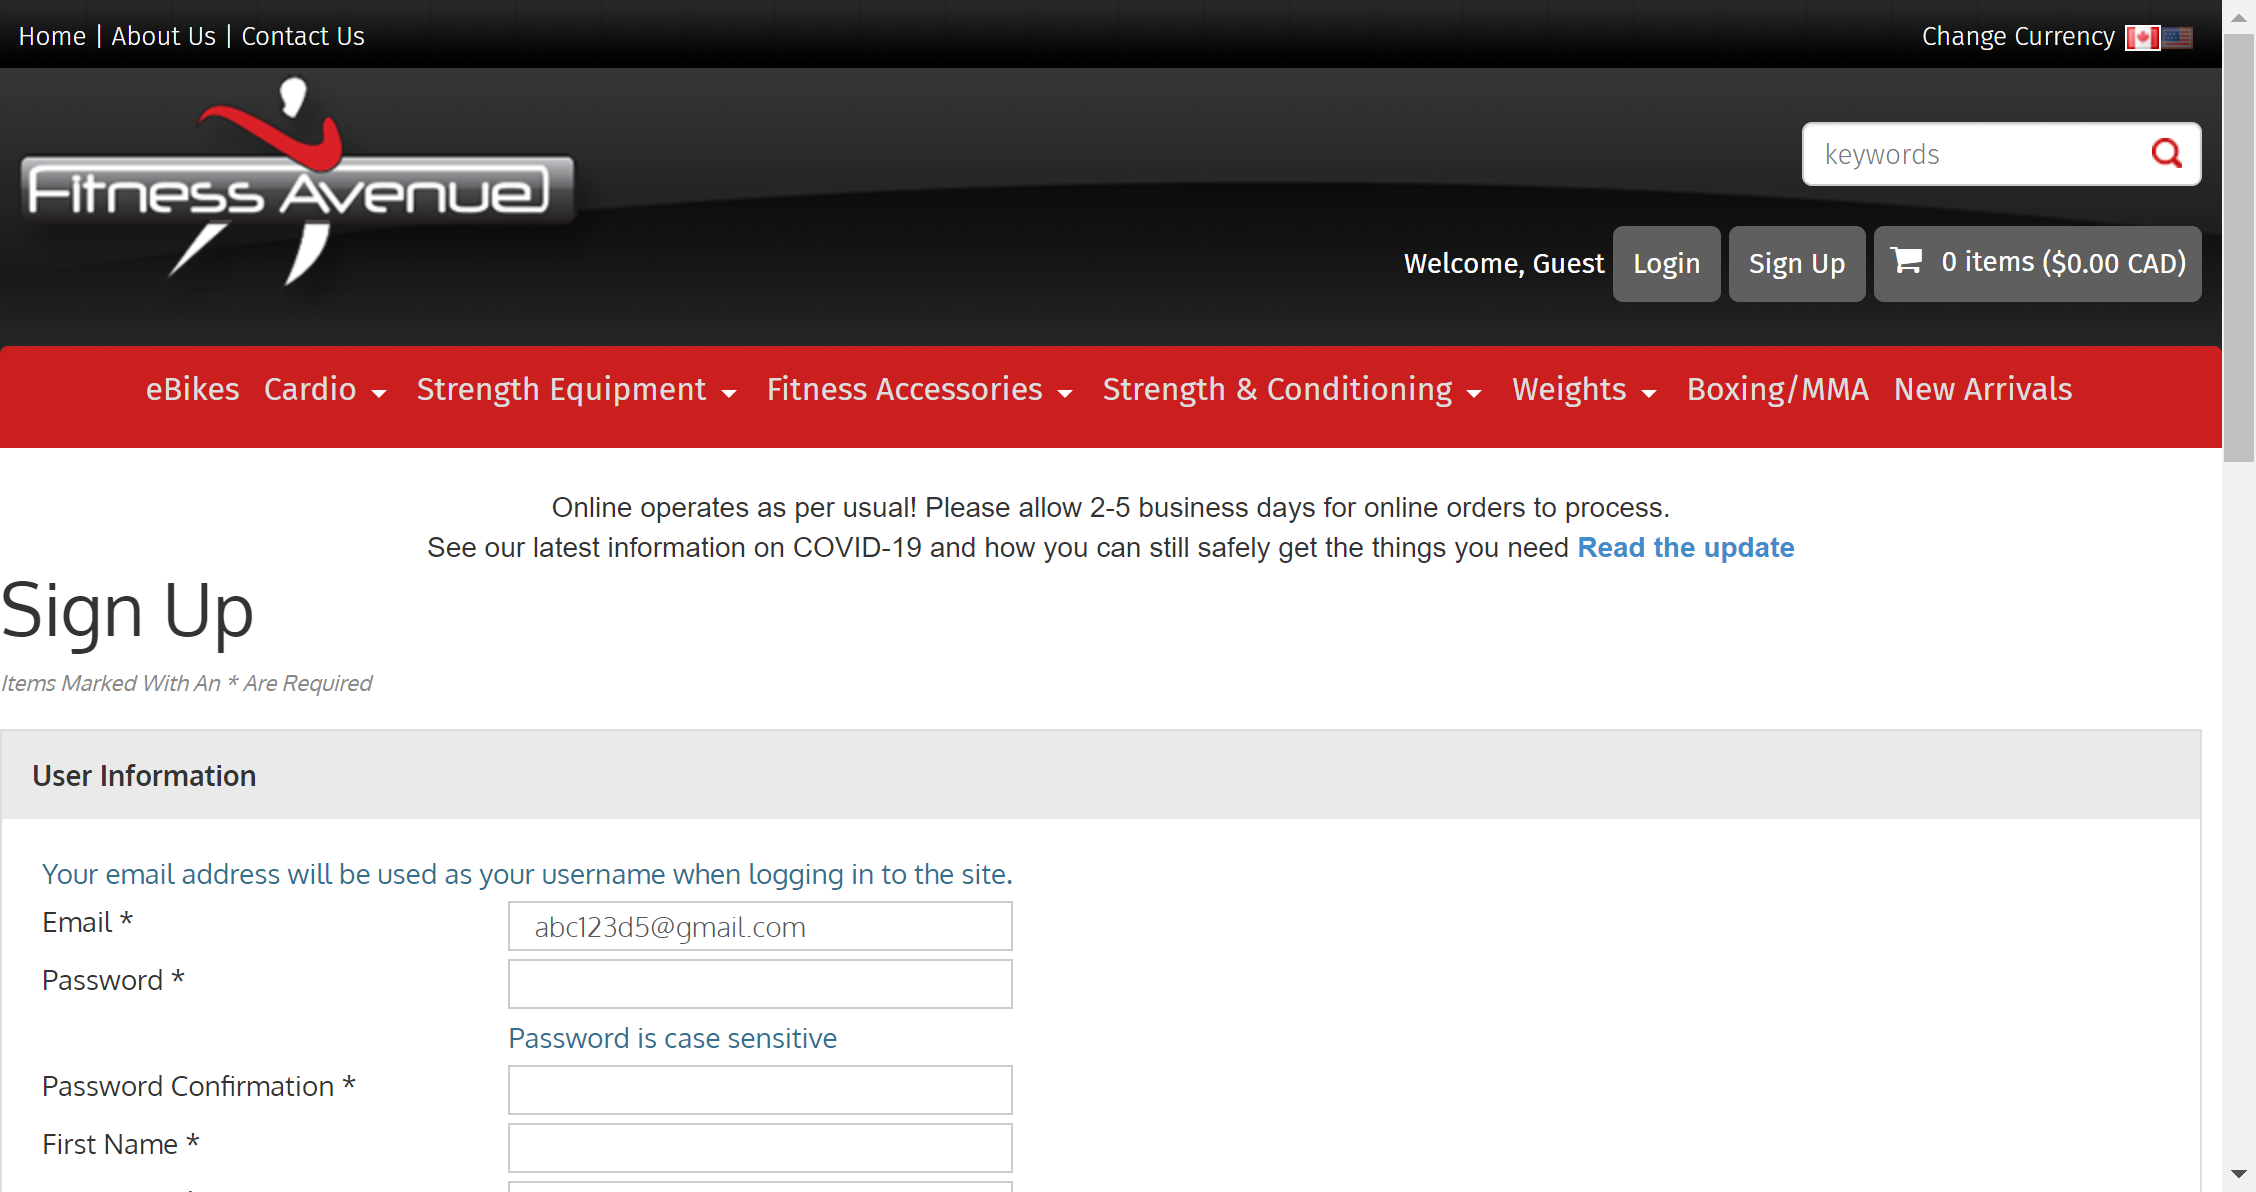 Home | About Us | Contact Us
Change Currency
Fitness Avenue
keywords
Welcome, Guest
Login
Sign Up
0 items ($0.00 CAD)
eBikes
Cardio
Strength Equipment
Fitness Accessories
Strength & Conditioning
Weights
Boxing/MMA
New Arrivals
Online operates as per usual! Please allow 2-5 business days for online orders to process.
See our latest information on COVID-19 and how you can still safely get the things you need Read the update
Sign Up
Items Marked With An * Are Required
User Information
Your email address will be used as your username when logging in to the site.
Email *
abc123d5@gmail.com
Password *
Password is case sensitive
Password Confirmation *
First Name *